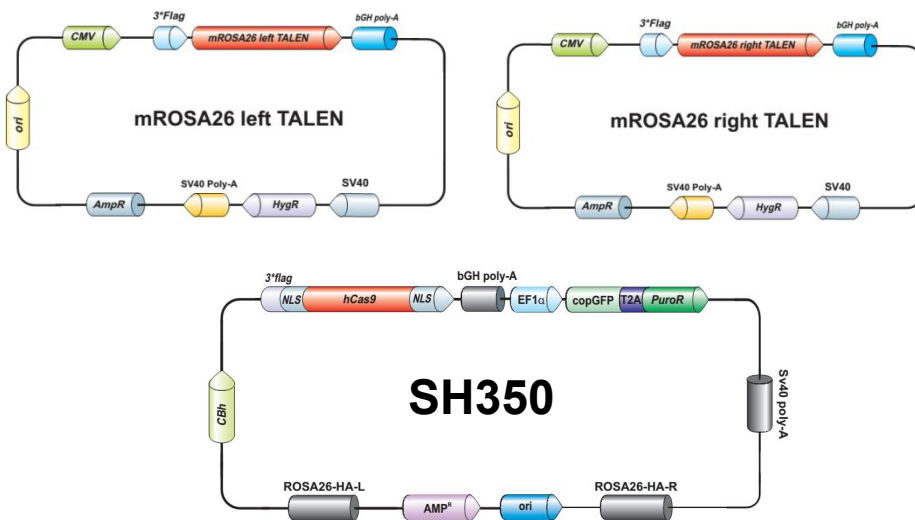 CMV
3*Flag
mROSA26 left TALEN
bGH poly-A
ori
mROSA26 left TALEN
AmpR
SV40 Poly-A
HygR
SV40
CMV
3*Flag
mROSA26 right TALEN
bGH poly-A
ori
mROSA26 right TALEN
AmpR
SV40 Poly-A
HygR
SV40
3*flag
NLS
hCas9
NLS
bGH poly-A
EF1α
copGFP
T2A
PuroR
CBh
SH350
Sv40 poly-A
ROSA26-HA-L
AMPᴿ
ori
ROSA26-HA-R